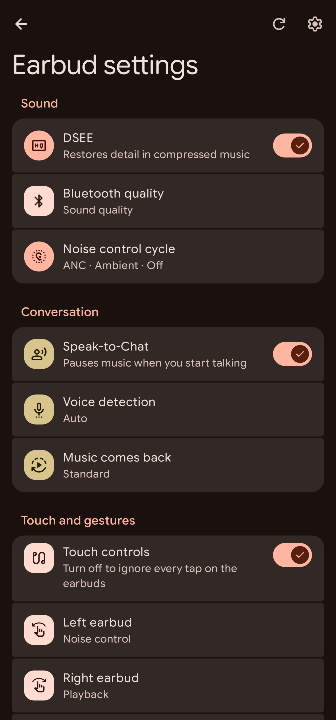 Earbud settings
Sound
DSEE
Restores detail in compressed music
Bluetooth quality
Sound quality
Noise control cycle
ANC · Ambient · Off
Conversation
Speak-to-Chat
Pauses music when you start talking
Voice detection
Auto
Music comes back
Standard
Touch and gestures
Touch controls
Turn off to ignore every tap on the
earbuds
Left earbud
Noise control
Right earbud
Playback